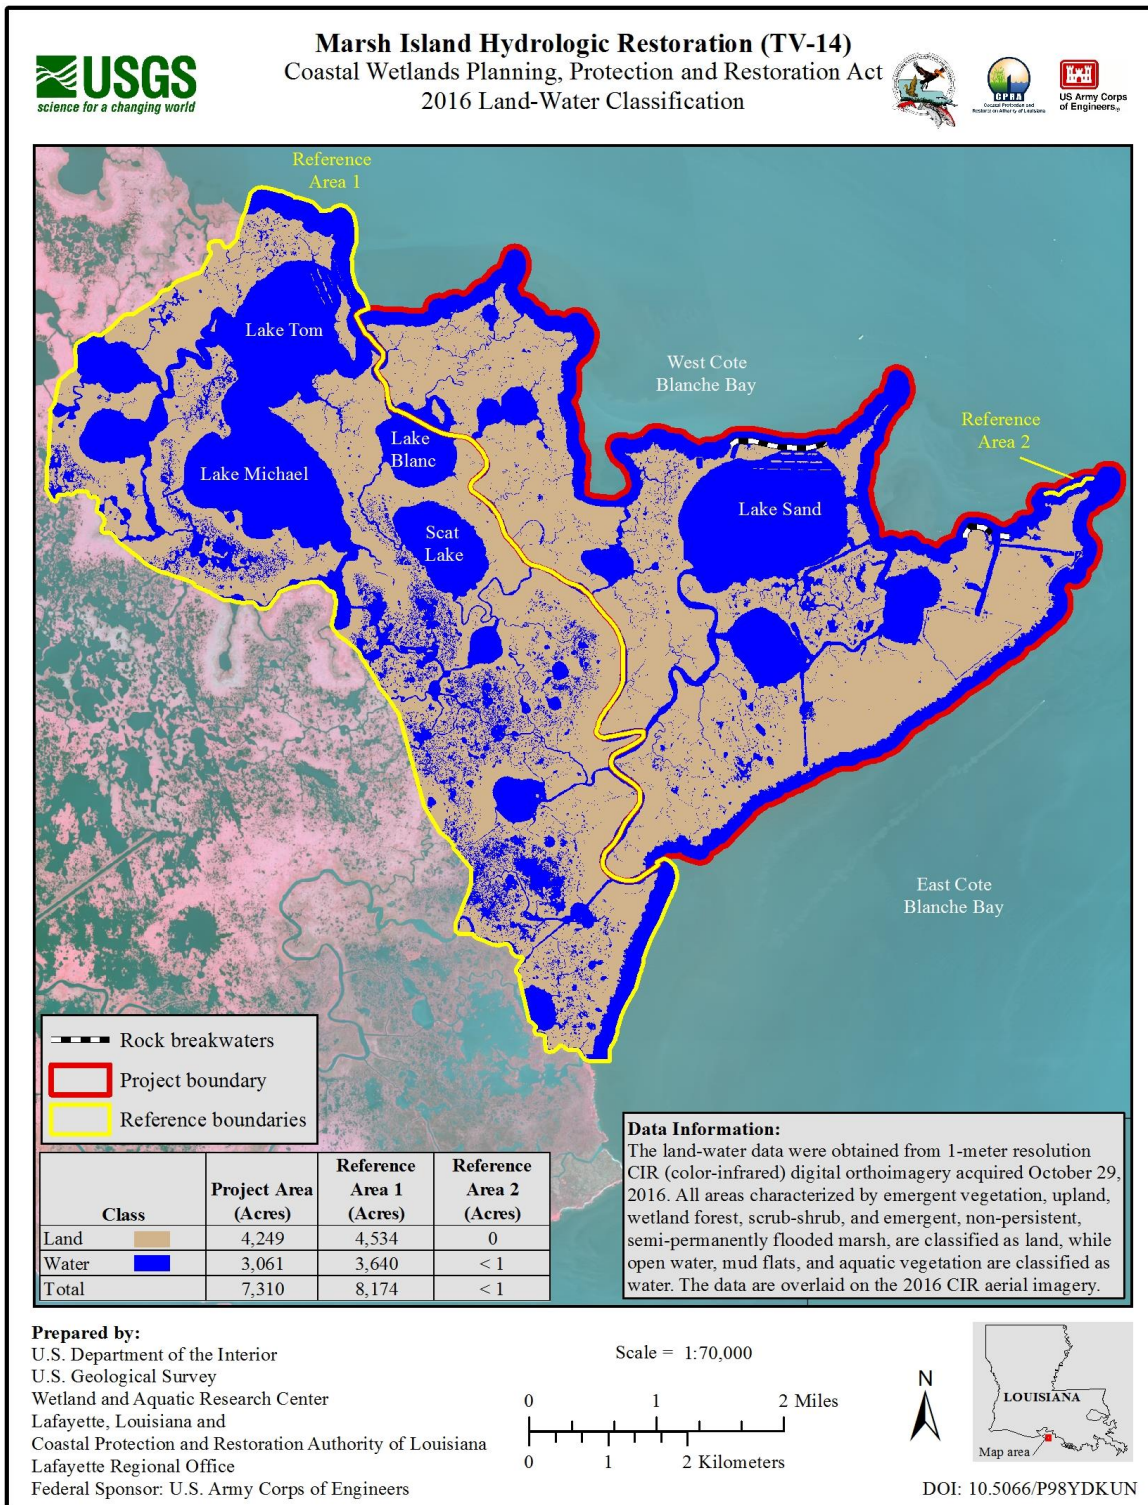 USGS
science for a changing world
Marsh Island Hydrologic Restoration (TV-14)
Coastal Wetlands Planning, Protection and Restoration Act
2016 Land-Water Classification
CPRA
Coastal Protection and
Restoration Authority of Louisiana
US Army Corps
of Engineers®
Reference
Area 1
Lake Tom
West Cote
Blanche Bay
Reference
Area 2
Lake
Blanc
Lake Michael
Lake Sand
Scat
Lake
East Cote
Blanche Bay
Rock breakwaters
Project boundary
Reference boundaries
Class Project Area (Acres) Reference Area 1 (Acres) Reference Area 2 (Acres)
Land 4,249 4,534 0
Water 3,061 3,640 < 1
Total 7,310 8,174 < 1
Data Information:
The land-water data were obtained from 1-meter resolution
CIR (color-infrared) digital orthoimagery acquired October 29,
2016. All areas characterized by emergent vegetation, upland,
wetland forest, scrub-shrub, and emergent, non-persistent,
semi-permanently flooded marsh, are classified as land, while
open water, mud flats, and aquatic vegetation are classified as
water. The data are overlaid on the 2016 CIR aerial imagery.
Prepared by:
U.S. Department of the Interior
U.S. Geological Survey
Wetland and Aquatic Research Center
Lafayette, Louisiana and
Coastal Protection and Restoration Authority of Louisiana
Lafayette Regional Office
Federal Sponsor: U.S. Army Corps of Engineers
Scale = 1:70,000
0 1 2 Miles
0 1 2 Kilometers
N
LOUISIANA
Map area
DOI: 10.5066/P98YDKUN